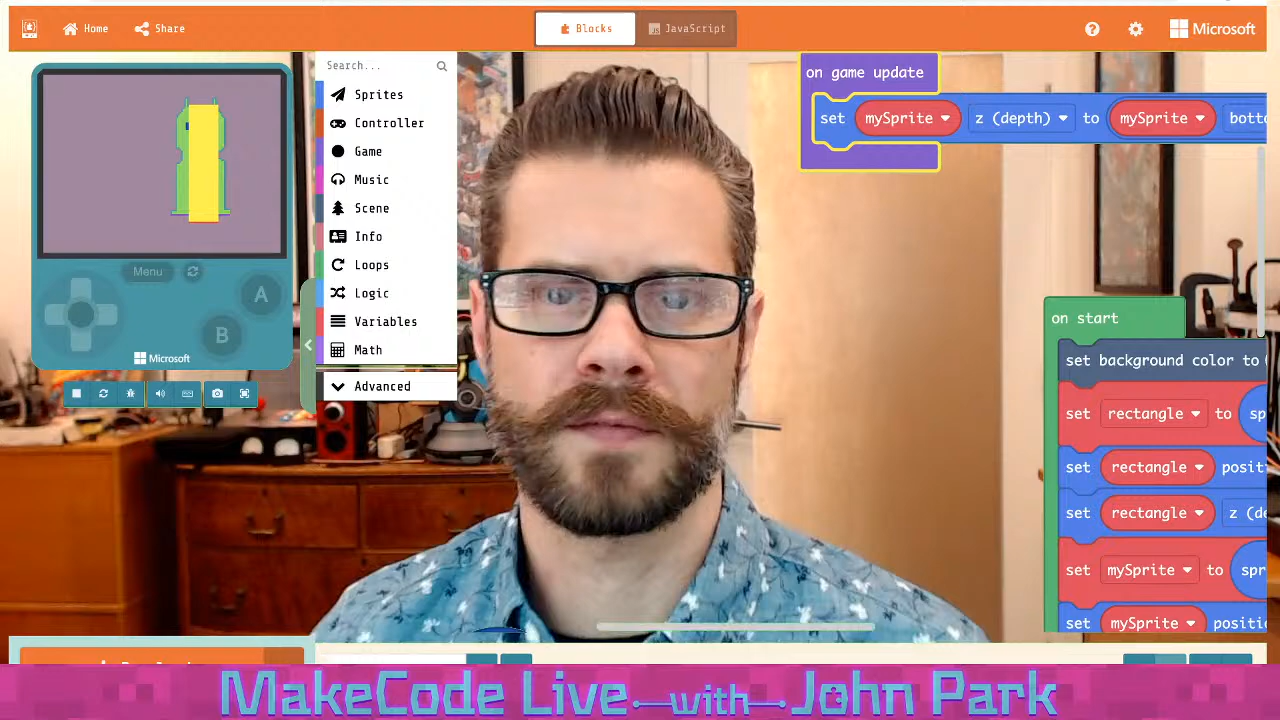 Home
Share
Blocks
JavaScript
Microsoft
Search...
Sprites
Controller
Game
Music
Scene
Info
Loops
Logic
Variables
Math
Advanced
Menu
A
B
Microsoft
on game update
set mySprite z (depth) to mySprite
on start
set background color to
set rectangle to
set rectangle
set rectangle
set mySprite to
set mySprite
MakeCode Live with John Park